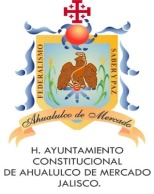 FEDERALISMO
SABER Y PAZ
Ahualulco de Mercado
H. AYUNTAMIENTO
CONSTITUCIONAL
DE AHUALULCO DE MERCADO
JALISCO.